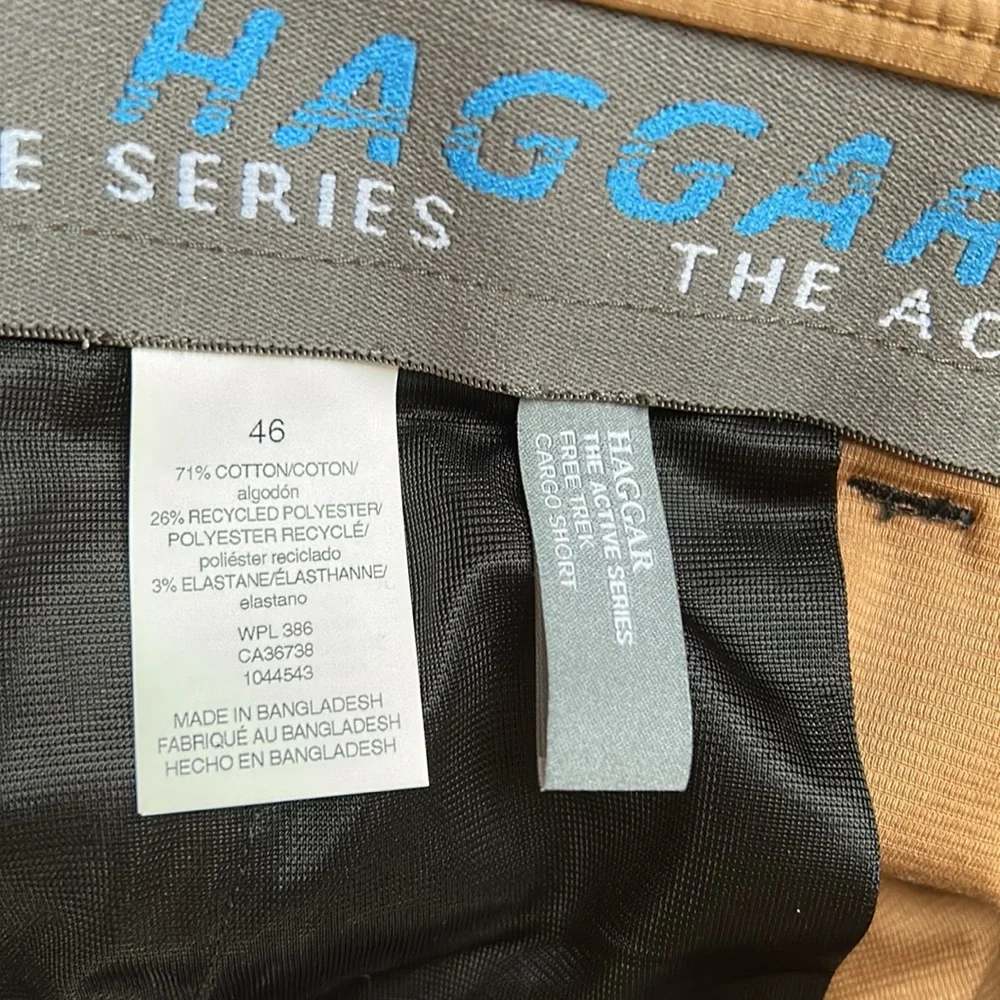 HAGGAR
E SERIES
THE AC
46
71% COTTON/COTON/
algodón
26% RECYCLED POLYESTER/
POLYESTER RECYCLÉ/
poliéster reciclado
3% ELASTANE/ÉLASTHANNE/
elastano
WPL 386
CA36738
1044543
MADE IN BANGLADESH
FABRIQUÉ AU BANGLADESH
HECHO EN BANGLADESH
HAGGAR
THE ACTIVE SERIES
FREE TREK
CARGO SHORT